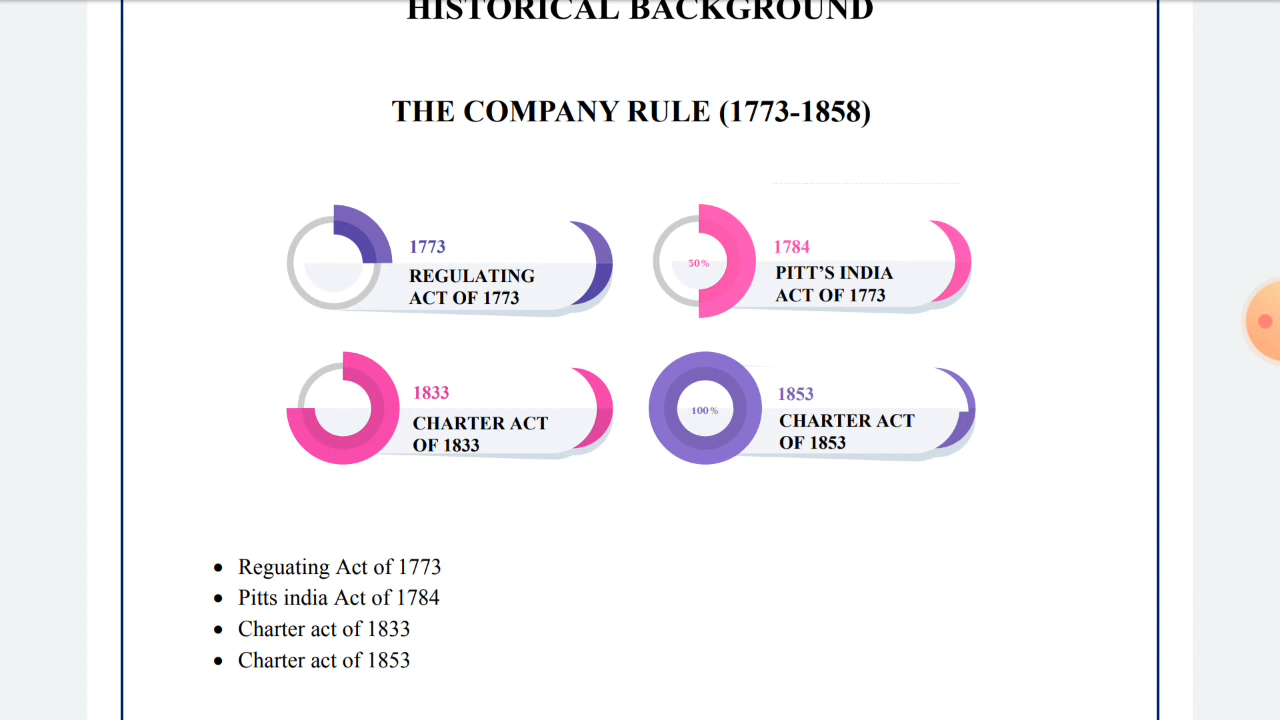 HISTORICAL BACKGROUND
THE COMPANY RULE (1773-1858)
1773
REGULATING
ACT OF 1773
50%
1784
PITT’S INDIA
ACT OF 1773
1833
CHARTER ACT
OF 1833
100%
1853
CHARTER ACT
OF 1853
• Reguating Act of 1773
• Pitts india Act of 1784
• Charter act of 1833
• Charter act of 1853